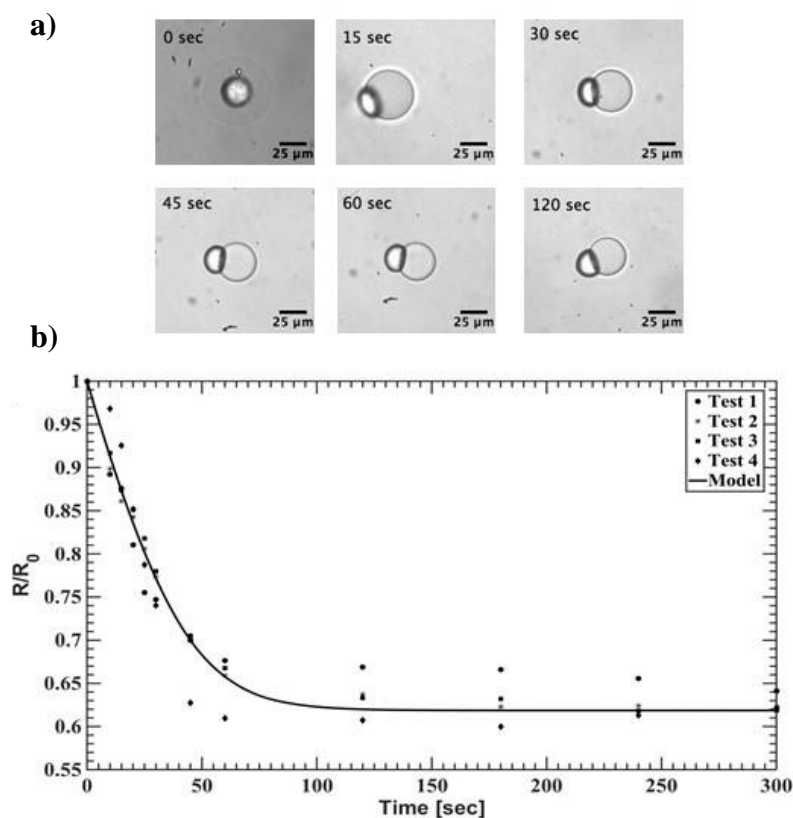 a)
0 sec
25 µm
15 sec
25 µm
30 sec
25 µm
45 sec
25 µm
60 sec
25 µm
120 sec
25 µm
b)
1
0.95
0.9
0.85
0.8
0.75
0.7
0.65
0.6
0.55
R/R0
0 50 100 150 200 250 300
Time [sec]
Test 1
Test 2
Test 3
Test 4
Model